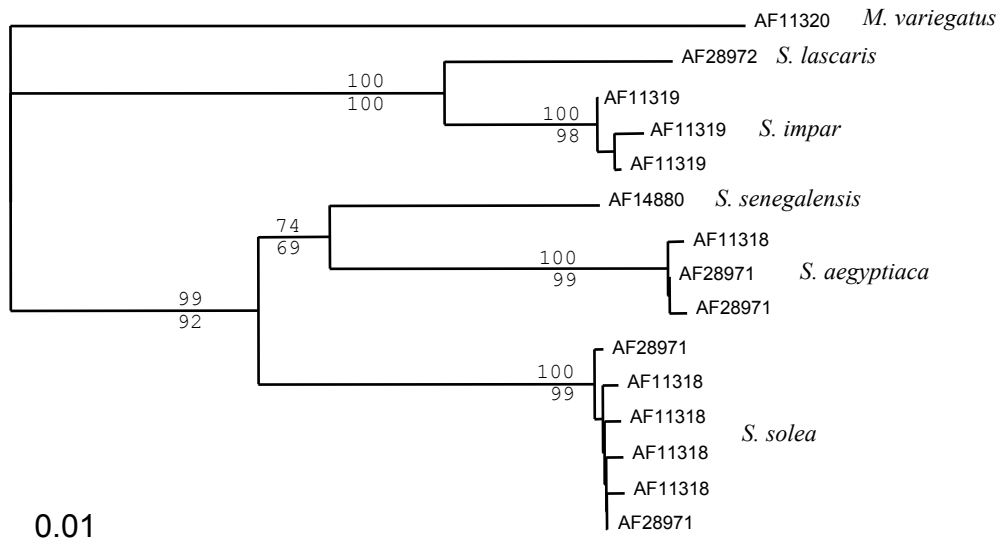 AF11320 M. variegatus
AF28972 S. lascaris
100
100
AF11319
100
98
AF11319 S. impar
AF11319
AF14880 S. senegalensis
74
69
AF11318
100
99
AF28971 S. aegyptiaca
AF28971
99
92
AF28971
100
99
AF11318
AF11318
S. solea
AF11318
AF11318
AF28971
0.01